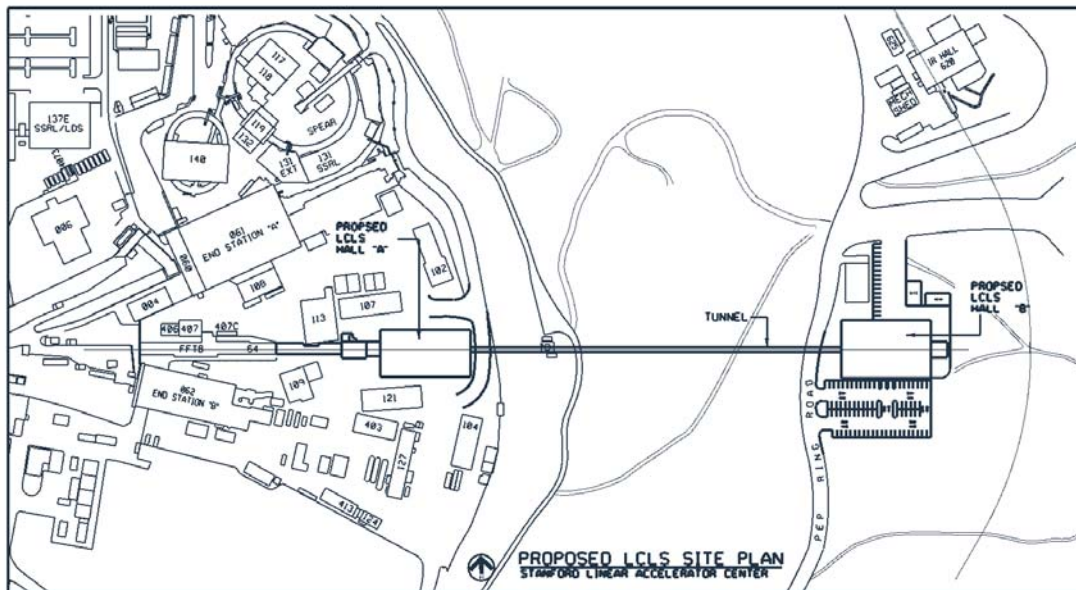 117
118
119
132
SPEAR
131
EXT
131
SSRL
137E
SSRL/LDS
140
006
061
END STATION "A"
060
004
108
PROPSED
LCLS
HALL "A"
102
107
113
406
407
407C
FFTB
54
062
END STATION "B"
109
121
403
104
127
413
124
TUNNEL
IR HALL
620
MECH
SHED
PROPSED
LCLS
HALL "B"
PEP RING ROAD
PROPOSED LCLS SITE PLAN
STANFORD LINEAR ACCELERATOR CENTER